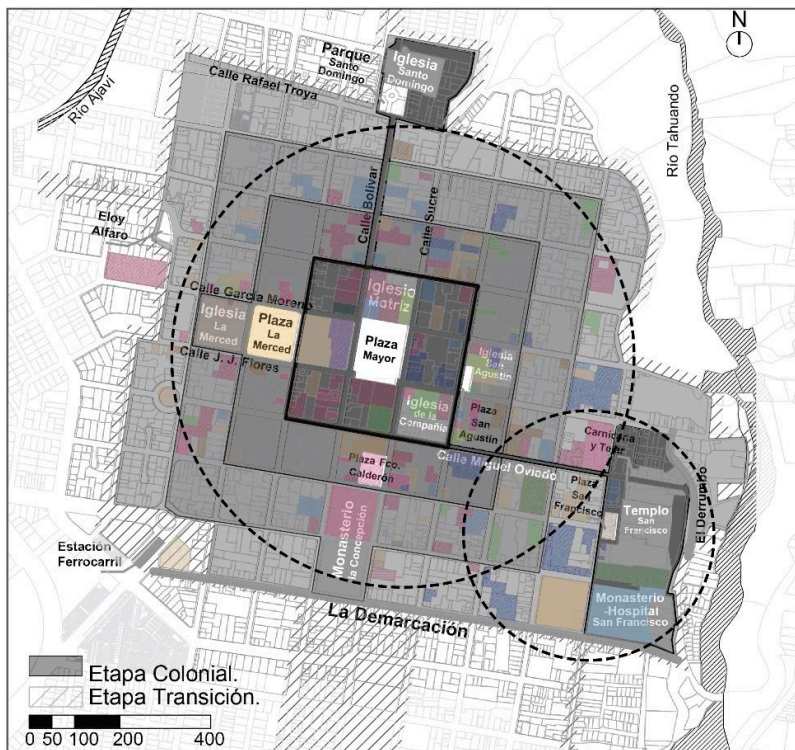 N
Parque
Santo
Domingo
Iglesia
Santo
Domingo
Calle Rafael Troya
Río Ajaví
Río Tahuando
Calle Bolívar
Calle Sucre
Eloy
Alfaro
Calle García Moreno
Iglesia
Matriz
Iglesia
La Merced
Plaza
La
Merced
Plaza
Mayor
Calle J. J. Flores
Iglesia
San
Agustín
Iglesia
de la
Compañia
Plaza
San
Agustín
Carnicería
y Tejar
Plaza Fco.
Calderón
Calle Miguel Oviedo
Plaza
San
Francisco
Templo
San
Francisco
El Derrumbo
Monasterio
la Concepción
Estación
Ferrocarril
Monasterio
-Hospital
San Francisco
La Demarcación
Etapa Colonial.
Etapa Transición.
0 50 100 200 400